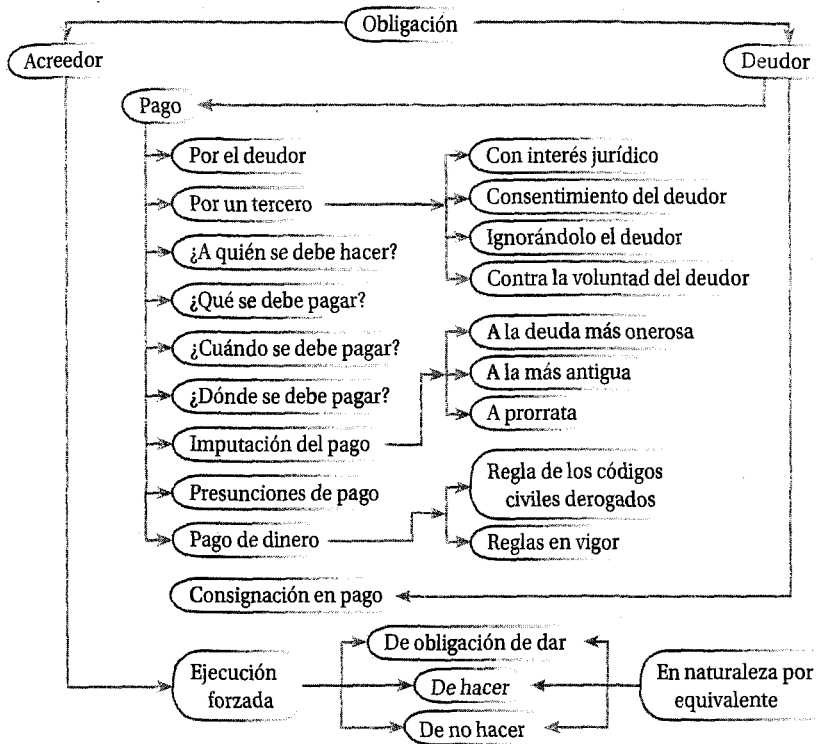 Obligación
Acreedor
Deudor
Pago
Por el deudor
Por un tercero
¿A quién se debe hacer?
¿Qué se debe pagar?
¿Cuándo se debe pagar?
¿Dónde se debe pagar?
Imputación del pago
Presunciones de pago
Pago de dinero
Con interés jurídico
Consentimiento del deudor
Ignorándolo el deudor
Contra la voluntad del deudor
A la deuda más onerosa
A la más antigua
A prorrata
Regla de los códigos
civiles derogados
Reglas en vigor
Consignación en pago
Ejecución
forzada
De obligación de dar
De hacer
De no hacer
En naturaleza por
equivalente